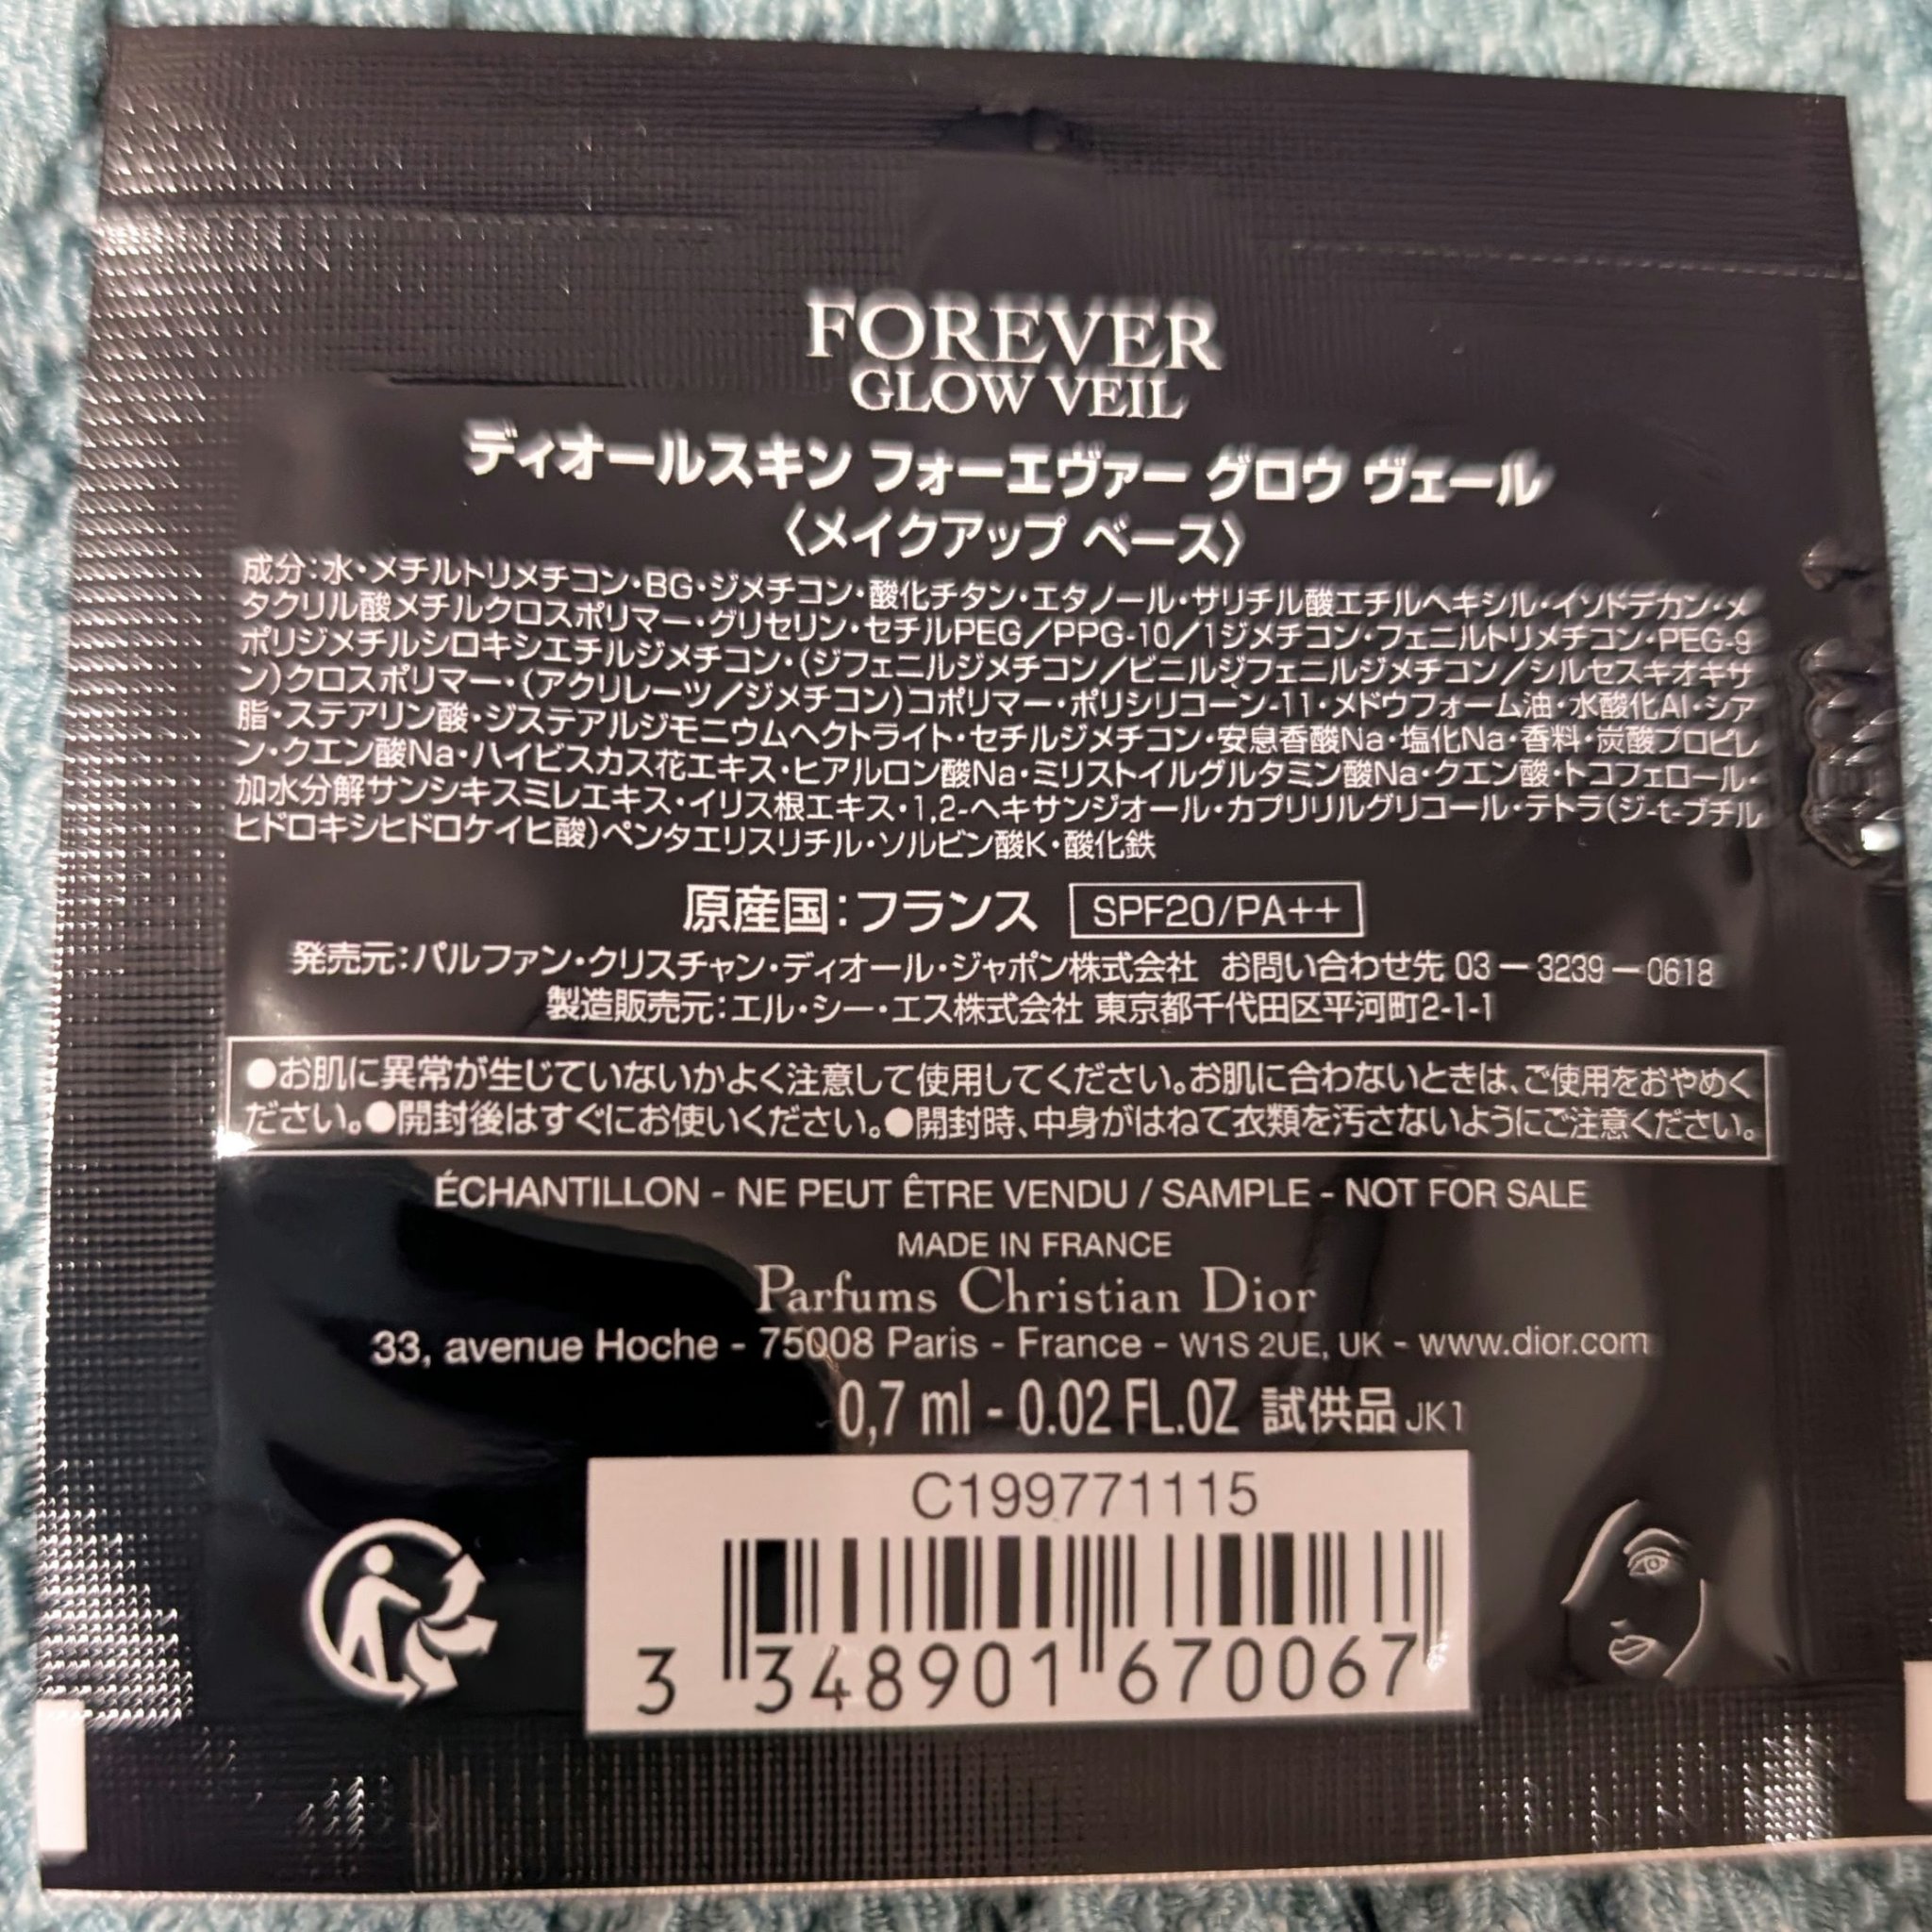 FOREVER
GLOW VEIL
ディオールスキン フォーエヴァー グロウ ヴェール
〈メイクアップ ベース〉
成分：水・メチルトリメチコン・BG・ジメチコン・酸化チタン・エタノール・サリチル酸エチルヘキシル・イソドデカン・メ
タクリル酸メチルクロスポリマー・グリセリン・セチルPEG／PPG-10／1ジメチコン・フェニルトリメチコン・PEG-9
ポリジメチルシロキシエチルジメチコン・（ジフェニルジメチコン／ビニルジフェニルジメチコン／シルセスキオキサ
ン）クロスポリマー・（アクリレーツ／ジメチコン）コポリマー・ポリシリコーン-11・メドウフォーム油・水酸化Al・シア
脂・ステアリン酸・ジステアルジモニウムヘクトライト・セチルジメチコン・安息香酸Na・塩化Na・香料・炭酸プロピレ
ン・クエン酸Na・ハイビスカス花エキス・ヒアルロン酸Na・ミリストイルグルタミン酸Na・クエン酸・トコフェロール・
加水分解サンシキスミレエキス・イリス根エキス・1,2-ヘキサンジオール・カプリリルグリコール・テトラ（ジ-t-ブチル
ヒドロキシヒドロケイヒ酸）ペンタエリスリチル・ソルビン酸K・酸化鉄
原産国：フランス SPF20/PA++
発売元：パルファン・クリスチャン・ディオール・ジャポン株式会社 お問い合わせ先 03－3239－0618
製造販売元：エル・シー・エス株式会社 東京都千代田区平河町2-1-1
●お肌に異常が生じていないかよく注意して使用してください。お肌に合わないときは、ご使用をおやめく
ださい。●開封後はすぐにお使いください。●開封時、中身がはねて衣類を汚さないようにご注意ください。
ÉCHANTILLON - NE PEUT ÊTRE VENDU / SAMPLE - NOT FOR SALE
MADE IN FRANCE
Parfums Christian Dior
33, avenue Hoche - 75008 Paris - France - W1S 2UE, UK - www.dior.com
0,7 ml - 0.02 FL.OZ 試供品 JK1
C199771115
3 348901 670067